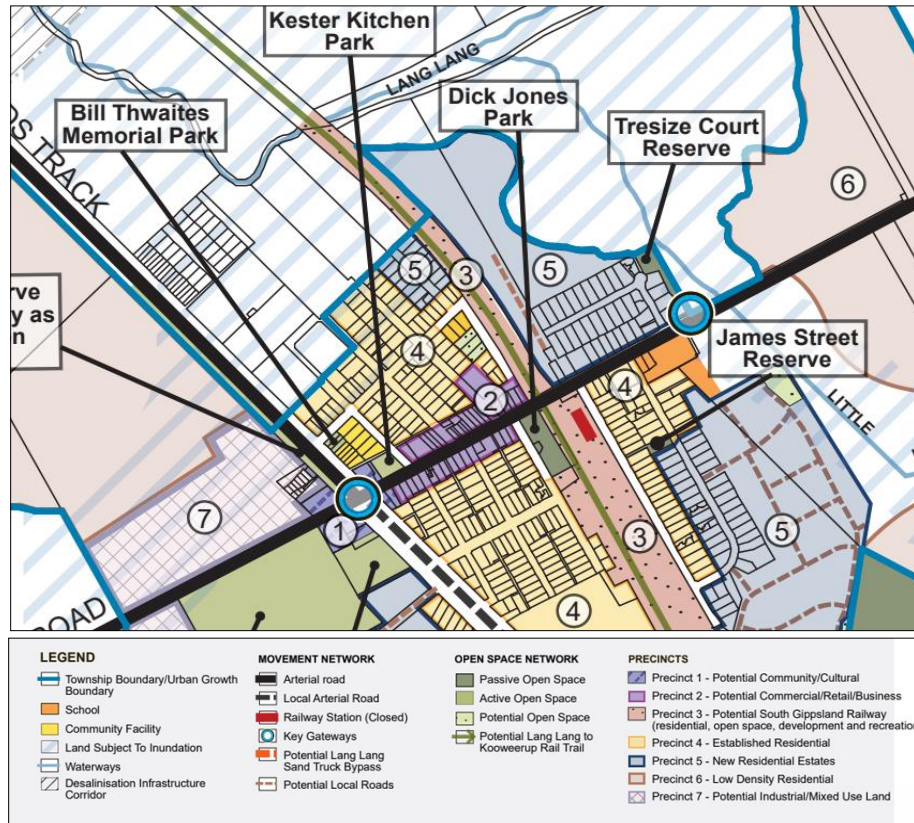 Kester Kitchen
Park
LANG LANG
Bill Thwaites
Memorial Park
Dick Jones
Park
Tresize Court
Reserve
DS TRACK
6
5
3
5
rve
y as
n
4
James Street
Reserve
2
4
LITTLE
7
1
3
5
4
ROAD
LEGEND
Township Boundary/Urban Growth
Boundary
School
Community Facility
Land Subject To Inundation
Waterways
Desalinisation Infrastructure
Corridor
MOVEMENT NETWORK
Arterial road
Local Arterial Road
Railway Station (Closed)
Key Gateways
Potential Lang Lang
Sand Truck Bypass
Potential Local Roads
OPEN SPACE NETWORK
Passive Open Space
Active Open Space
Potential Open Space
Potential Lang Lang to
Kooweerup Rail Trail
PRECINCTS
Precinct 1 - Potential Community/Cultural
Precinct 2 - Potential Commercial/Retail/Business
Precinct 3 - Potential South Gippsland Railway
(residential, open space, development and recreation
Precinct 4 - Established Residential
Precinct 5 - New Residential Estates
Precinct 6 - Low Density Residential
Precinct 7 - Potential Industrial/Mixed Use Land